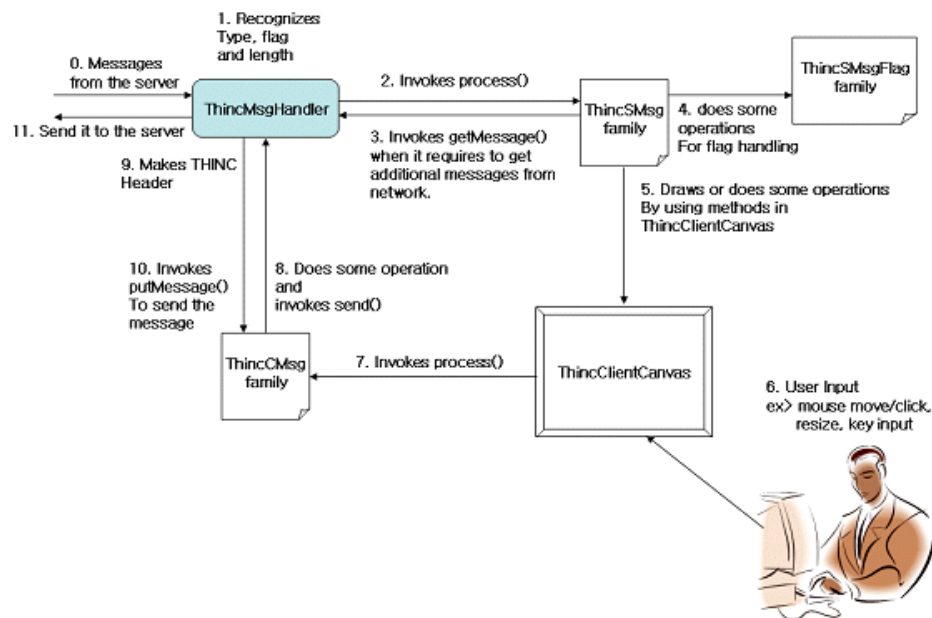 1. Recognizes
Type, flag
and length
0. Messages
from the server
ThincMsgHandler
11. Send it to the server
2. Invokes process()
3. Invokes getMessage()
when it requires to get
additional messages from
network.
ThincSMsg
family
4. does some
operations
For flag handling
ThincSMsgFlag
family
9. Makes THINC
Header
5. Draws or does some operations
By using methods in
ThincClientCanvas
10. Invokes
putMessage()
To send the
message
8. Does some operation
and
invokes send()
ThincCMsg
family
7. Invokes process()
ThincClientCanvas
6. User Input
ex> mouse move/click,
resize, key input